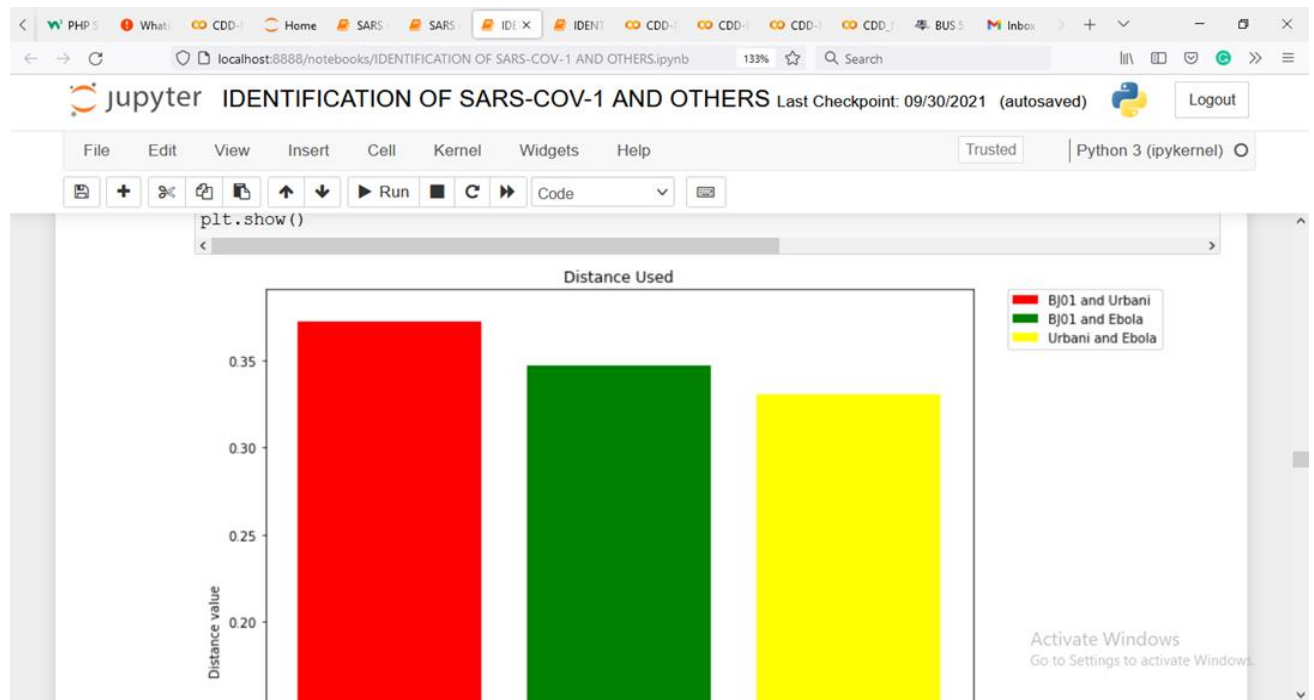 PHP S
What:
CDD-I
Home
SARS
SARS
IDE
IDENT
CDD-I
CDD-I
CDD-I
CDD_
BUS 5
Inbox
localhost:8888/notebooks/IDENTIFICATION OF SARS-COV-1 AND OTHERS.ipynb
133%
Search
jupyter IDENTIFICATION OF SARS-COV-1 AND OTHERS Last Checkpoint: 09/30/2021 (autosaved)
Logout
File Edit View Insert Cell Kernel Widgets Help
Trusted
Python 3 (ipykernel)
Run
Code
plt.show()
Distance Used
BJ01 and Urbani
BJ01 and Ebola
Urbani and Ebola
0.35
0.30
0.25
0.20
Distance value
Activate Windows
Go to Settings to activate Windows.